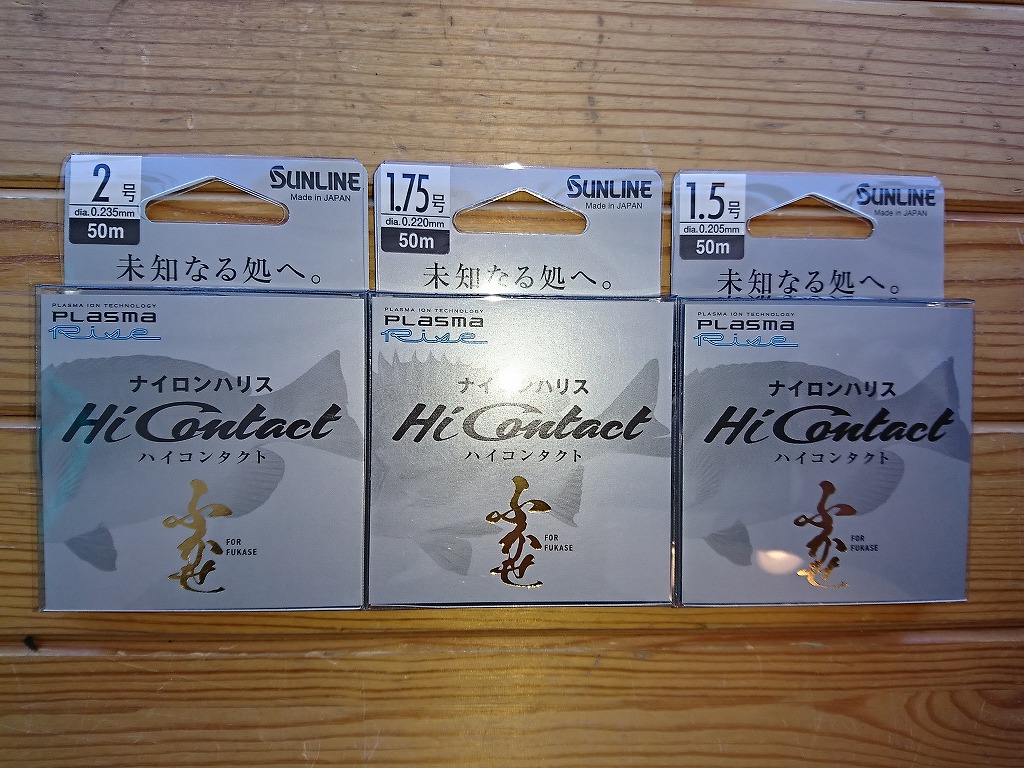 2号
dia.0.235mm
50m
SUNLINE
Made in JAPAN
未知なる処へ。
PLASMA ION TECHNOLOGY
PLASMA
Rise
ナイロンハリス
Hi Contact
ハイコンタクト
ふかせ
FOR
FUKASE
1.75号
dia.0.220mm
50m
SUNLINE
Made in JAPAN
未知なる処へ。
PLASMA ION TECHNOLOGY
PLASMA
Rise
ナイロンハリス
Hi Contact
ハイコンタクト
ふかせ
FOR
FUKASE
1.5号
dia.0.205mm
50m
SUNLINE
Made in JAPAN
未知なる処へ。
PLASMA ION TECHNOLOGY
PLASMA
Rise
ナイロンハリス
Hi Contact
ハイコンタクト
ふかせ
FOR
FUKASE